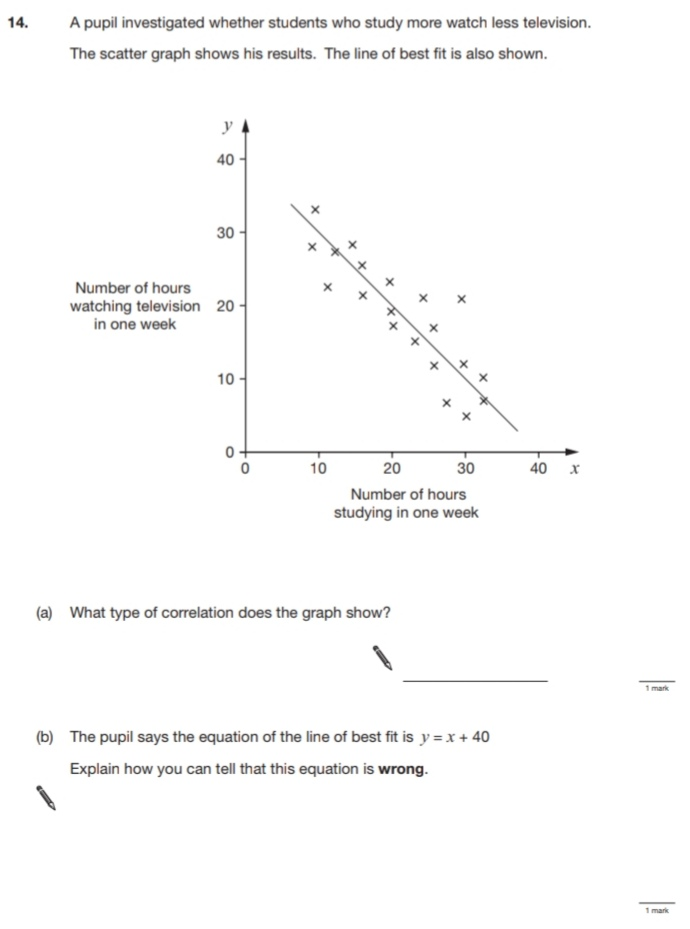 14. A pupil investigated whether students who study more watch less television.
The scatter graph shows his results. The line of best fit is also shown.
y
40
30
Number of hours
watching television 20
in one week
10
0
0 10 20 30 40 x
Number of hours
studying in one week
(a) What type of correlation does the graph show?
1 mark
(b) The pupil says the equation of the line of best fit is y = x + 40
Explain how you can tell that this equation is wrong.
1 mark